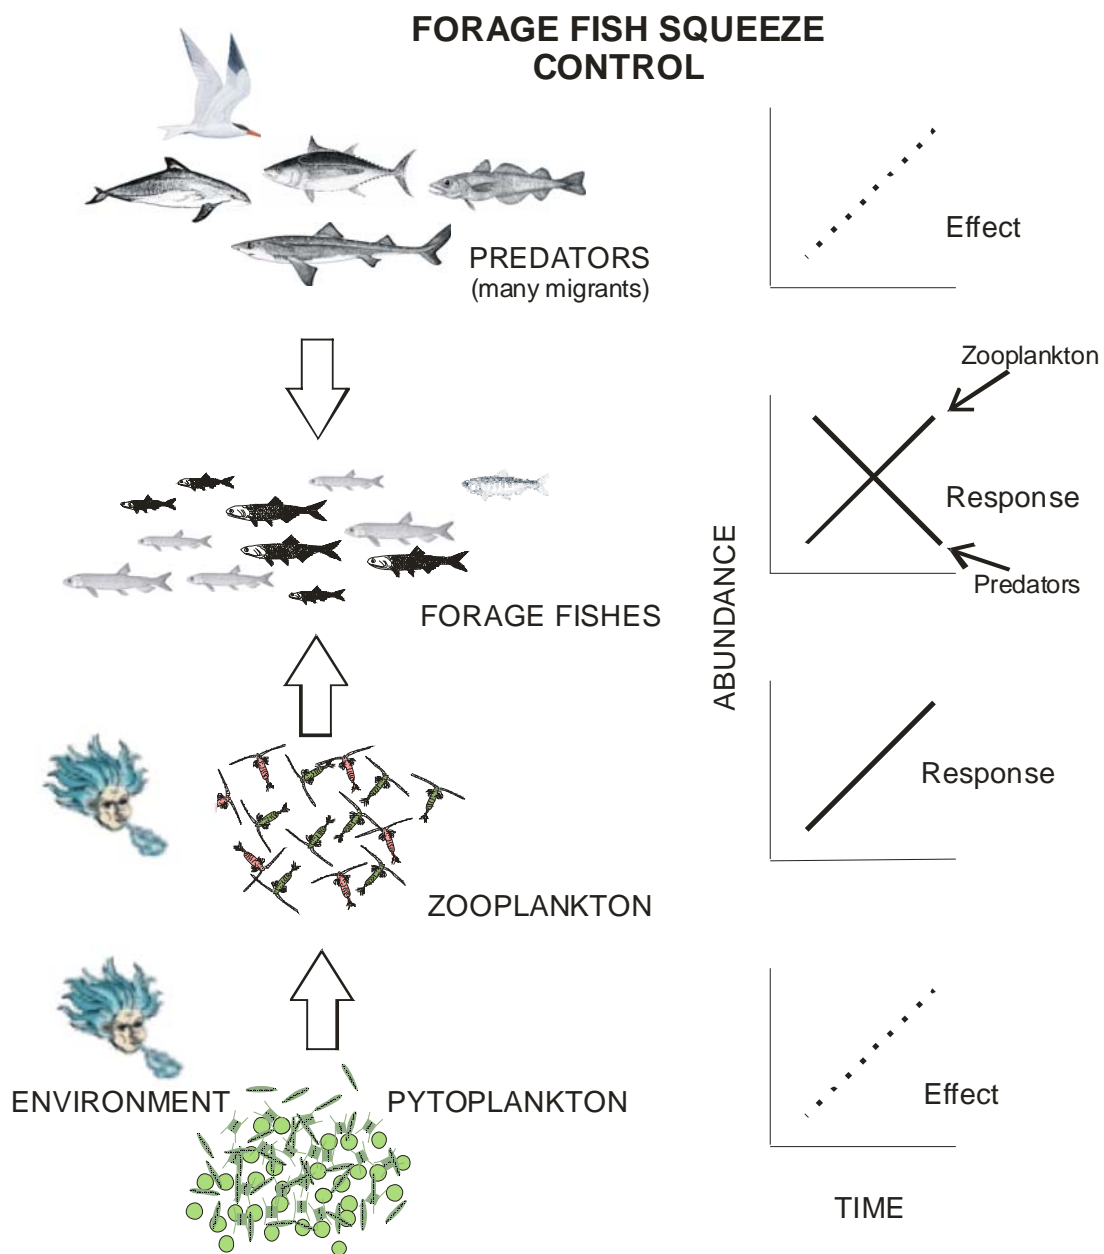 FORAGE FISH SQUEEZE
CONTROL
Effect
PREDATORS
(many migrants)
Zooplankton
Response
Predators
FORAGE FISHES
ABUNDANCE
Response
ZOOPLANKTON
ENVIRONMENT
PYTOPLANKTON
Effect
TIME